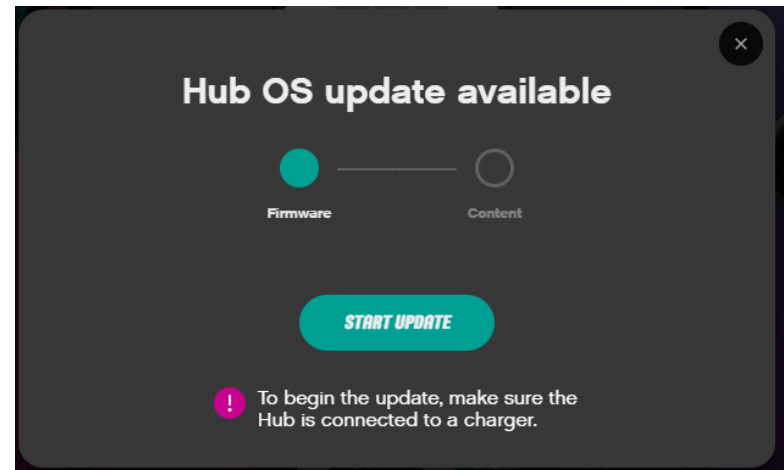 Hub OS update available
Firmware
Content
START UPDATE
To begin the update, make sure the
Hub is connected to a charger.